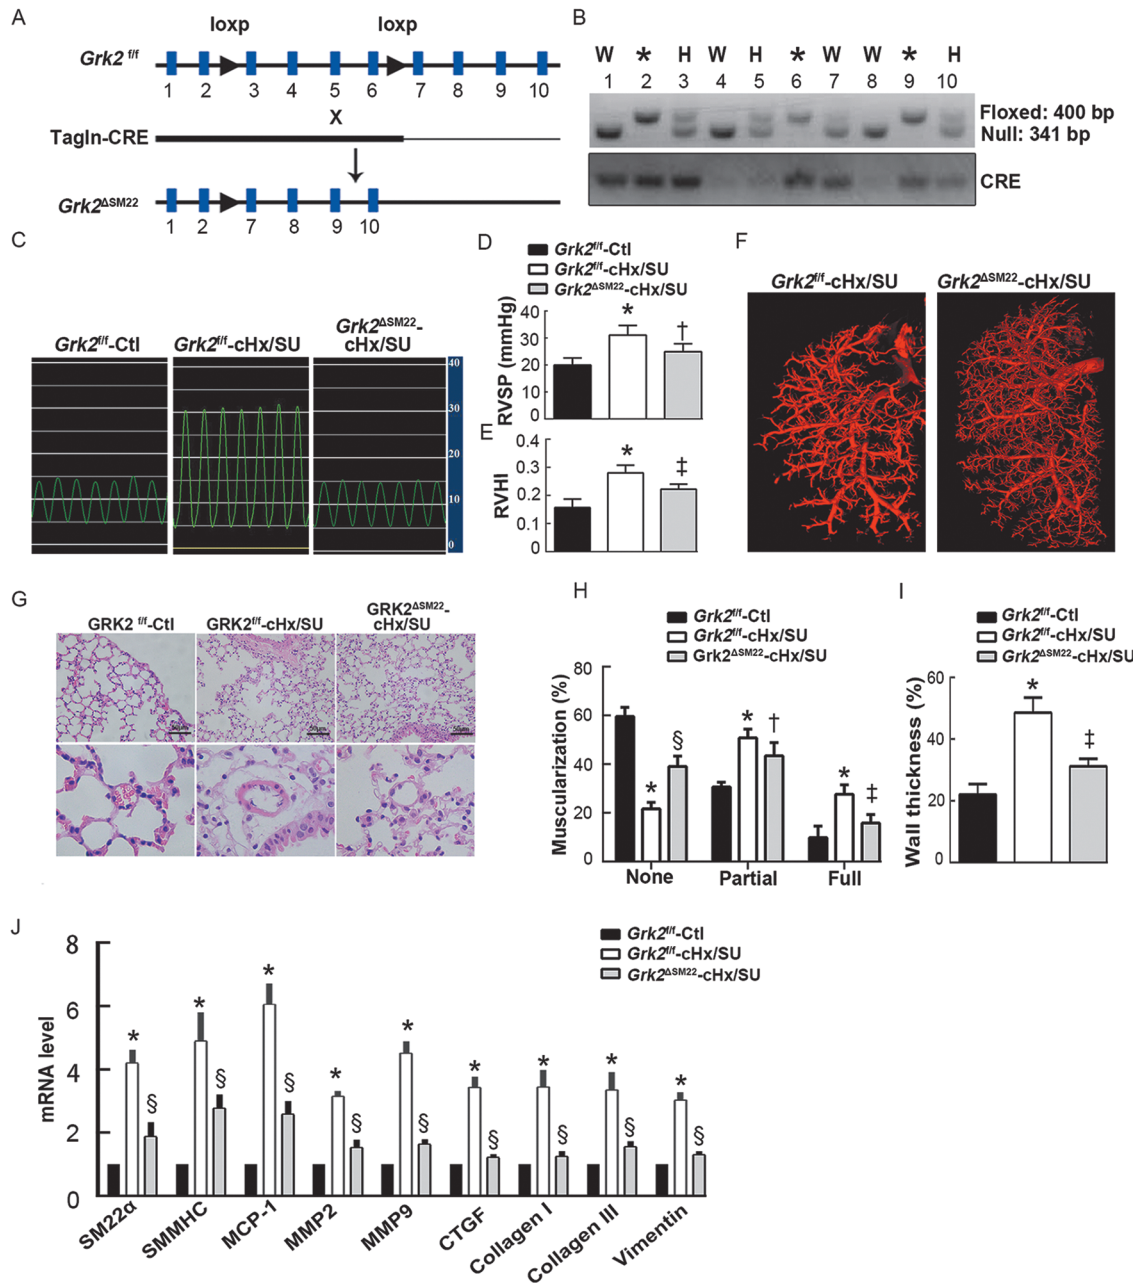 A
loxp loxp
Grk2 f/f
1 2 3 4 5 6 7 8 9 10
X
TagIn-CRE
Grk2ΔSM22
1 2 7 8 9 10
B
W * H W H * W W * H
1 2 3 4 5 6 7 8 9 10
Floxed: 400 bp
Null: 341 bp
CRE
C
Grk2f/f-Ctl
Grk2f/f-cHx/SU
Grk2ΔSM22-
cHx/SU
40
30
20
10
0
D
Grk2f/f-Ctl
Grk2f/f-cHx/SU
Grk2ΔSM22-cHx/SU
RVSP (mmHg)
40
30
20
10
0
* †
E
RVHI
0.4
0.3
0.2
0.1
0
* ‡
F
Grk2f/f-cHx/SU
Grk2ΔSM22-cHx/SU
G
GRK2 f/f-Ctl
GRK2f/f-cHx/SU
GRK2ΔSM22-
cHx/SU
H
Grk2f/f-Ctl
Grk2f/f-cHx/SU
Grk2ΔSM22-cHx/SU
Muscularization (%)
80
60
40
20
0
* § * † * ‡
None Partial Full
I
Grk2f/f-Ctl
Grk2f/f-cHx/SU
Grk2ΔSM22-cHx/SU
Wall thickness (%)
60
40
20
0
* ‡
J
Grk2f/f-Ctl
Grk2f/f-cHx/SU
Grk2ΔSM22-cHx/SU
mRNA level
8
6
4
2
0
* § * § * § * § * § * § * § * § * §
SM22α
SMMHC
MCP-1
MMP2
MMP9
CTGF
Collagen I
Collagen III
Vimentin